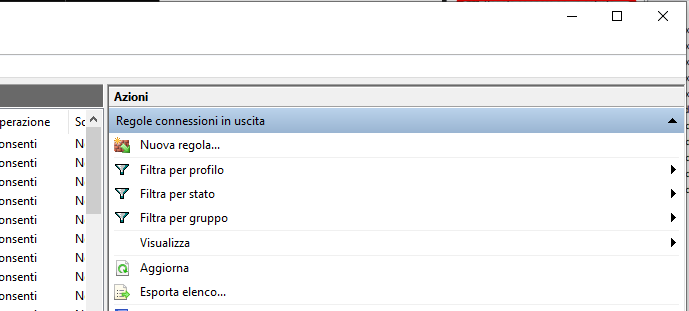 Azioni
perazione
Regole connessioni in uscita
onsenti
Nuova regola...
onsenti
Filtra per profilo
onsenti
Filtra per stato
onsenti
Filtra per gruppo
onsenti
Visualizza
onsenti
onsenti
Aggiorna
onsenti
Esporta elenco...
onsenti